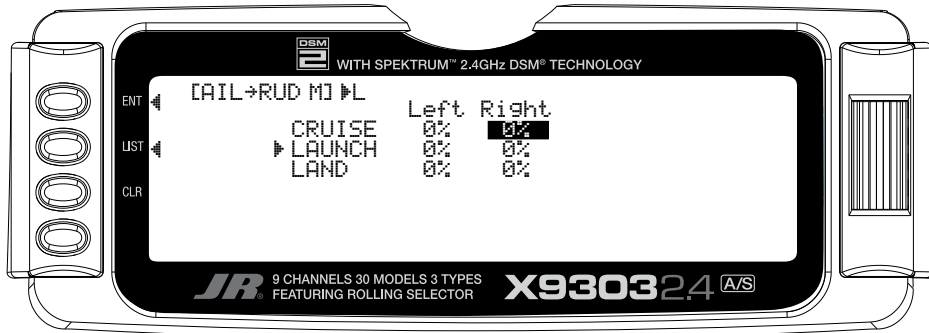 DSM
2 WITH SPEKTRUM™ 2.4GHz DSM® TECHNOLOGY
ENT
LIST
CLR
[AIL→RUD M] L
Left Right
CRUISE 0% 0%
LAUNCH 0% 0%
LAND 0% 0%
JR® 9 CHANNELS 30 MODELS 3 TYPES
FEATURING ROLLING SELECTOR
X9303 2.4 A/S